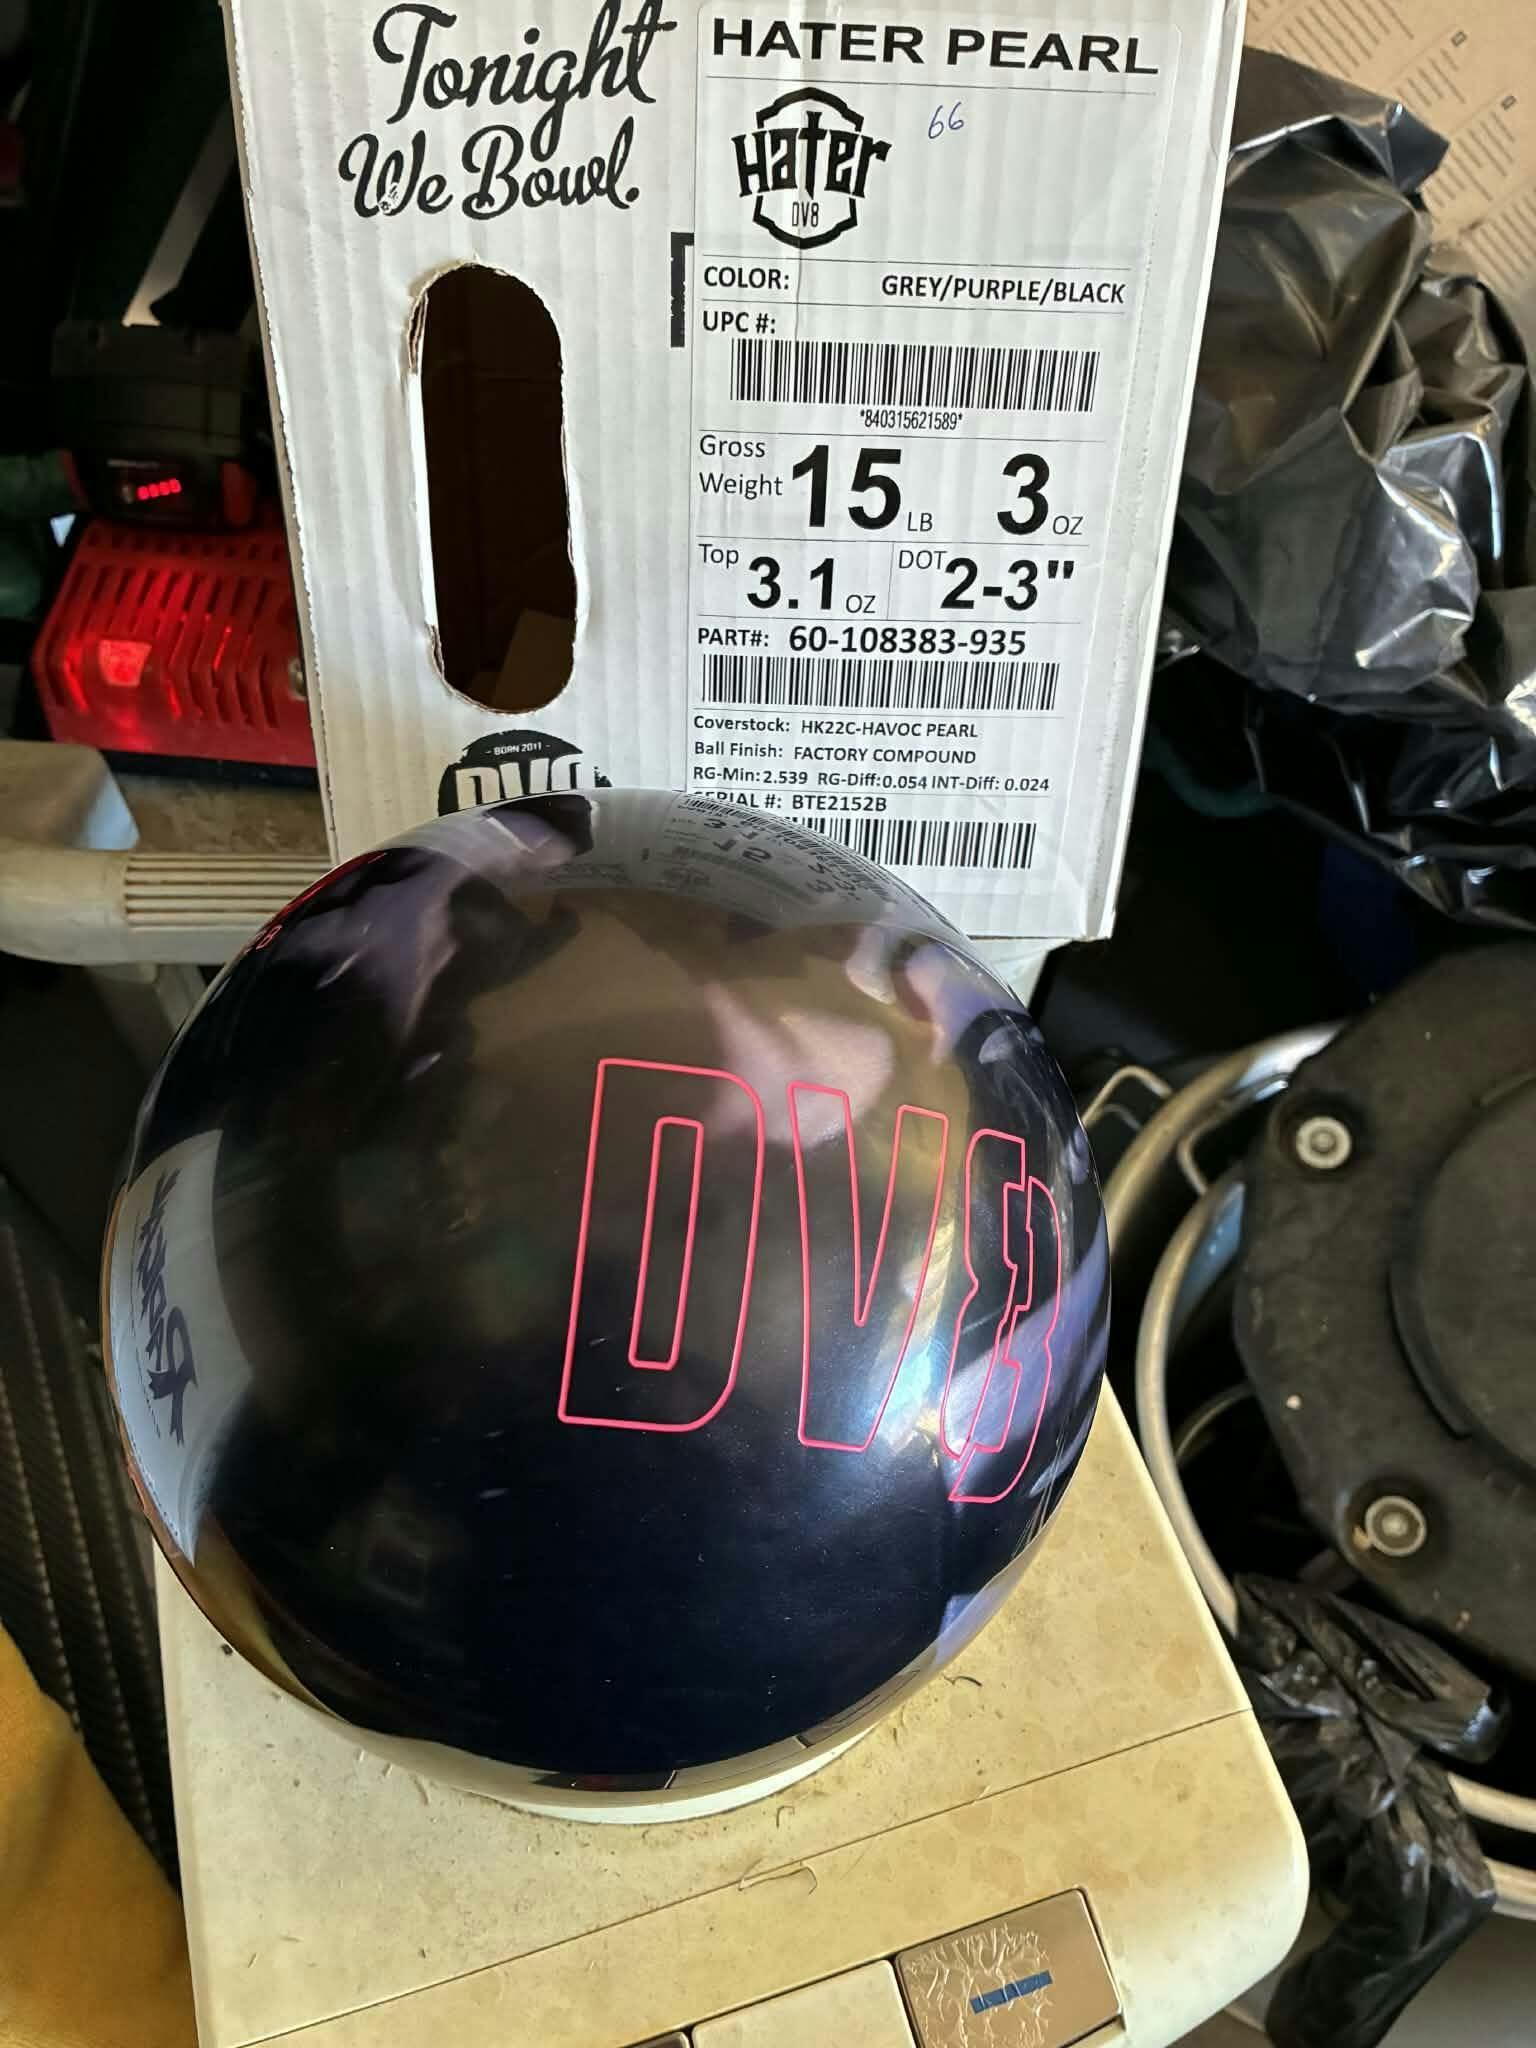 Tonight
We Bowl.
HATER PEARL
66
Hater
DV8
COLOR: GREY/PURPLE/BLACK
UPC #:
*840315621589*
Gross
Weight 15 LB 3 OZ
Top 3.1 OZ DOT 2-3"
PART#: 60-108383-935
Coverstock: HK22C-HAVOC PEARL
Ball Finish: FACTORY COMPOUND
RG-Min:2.539 RG-Diff:0.054 INT-Diff: 0.024
SERIAL #: BTE2152B
- BORN 2011 -
DV8
DV8